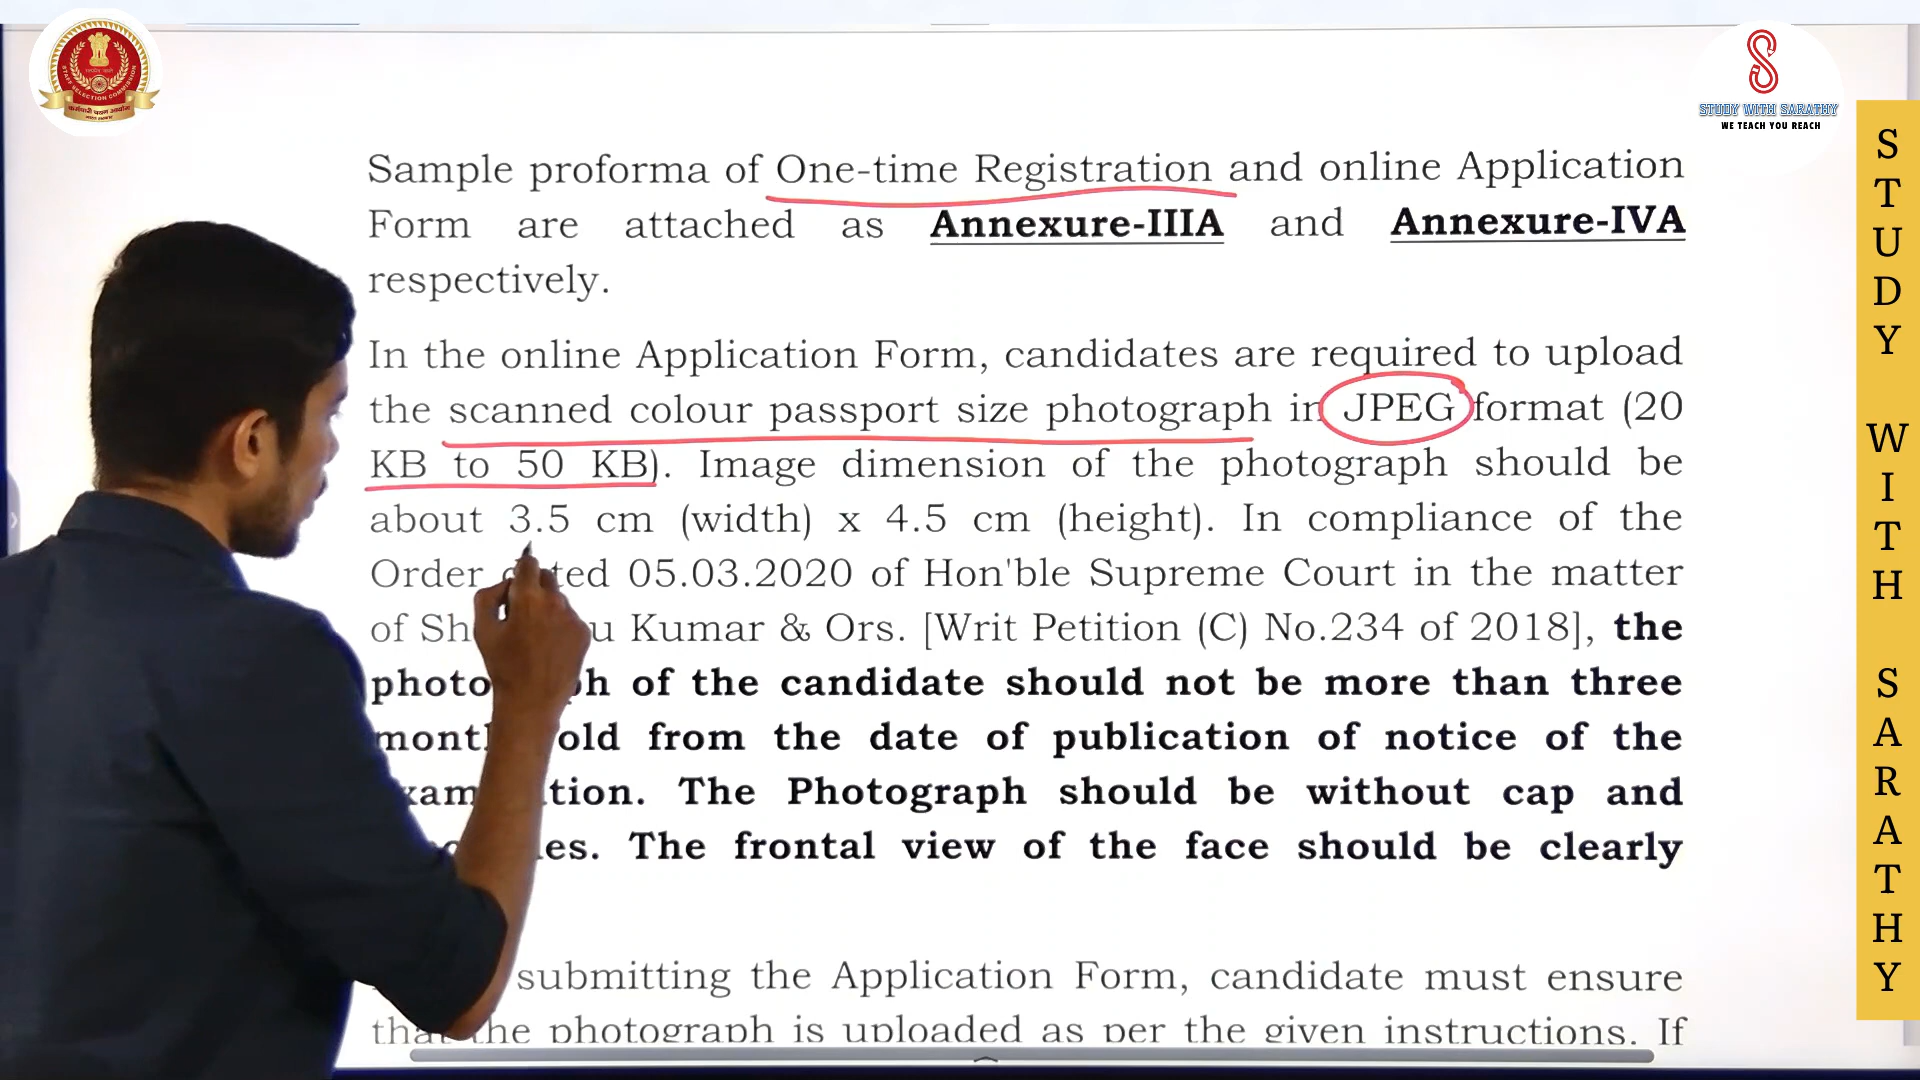 STAFF SELECTION COMMISSION
STUDY WITH SARATHY
WE TEACH YOU REACH
Sample proforma of One-time Registration and online Application
Form are attached as Annexure-IIIA and Annexure-IVA
respectively.
In the online Application Form, candidates are required to upload
the scanned colour passport size photograph in JPEG format (20
KB to 50 KB). Image dimension of the photograph should be
about 3.5 cm (width) x 4.5 cm (height). In compliance of the
Order 05.03.2020 of Hon'ble Supreme Court in the matter
of Kumar & Ors. [Writ Petition (C) No.234 of 2018], the
of the candidate should not be more than three
old from the date of publication of notice of the
The Photograph should be without cap and
The frontal view of the face should be clearly
submitting the Application Form, candidate must ensure
that the photograph is uploaded as per the given instructions. If
STUDY WITH SARATHY